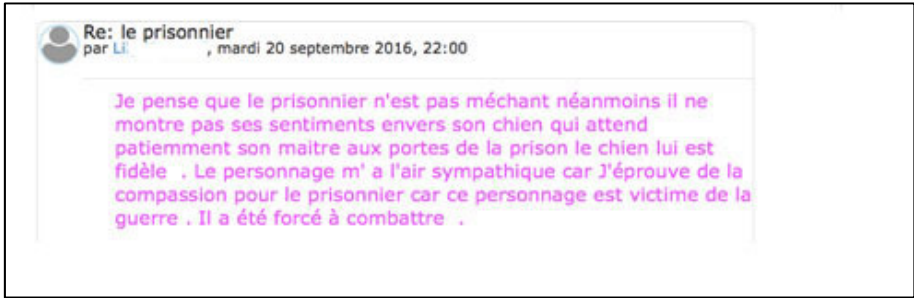 Re: le prisonnier
par Li , mardi 20 septembre 2016, 22:00
Je pense que le prisonnier n'est pas méchant néanmoins il ne
montre pas ses sentiments envers son chien qui attend
patiemment son maitre aux portes de la prison le chien lui est
fidèle . Le personnage m' a l'air sympathique car J'éprouve de la
compassion pour le prisonnier car ce personnage est victime de la
guerre . Il a été forcé à combattre .